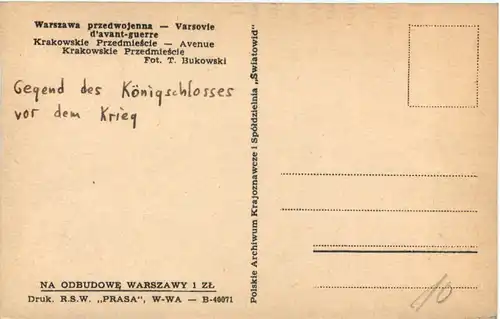 Warszawa przedwojenna — Varsovie
d'avant-guerre
Krakowskie Przedmieście — Avenue
Krakowskie Przedmieście
Fot. T. Bukowski
Gegend des Königschlosses
vor dem Krieg
Polskie Archiwum Krajoznawcze i Spółdzielnia „Światowid"
NA ODBUDOWĘ WARSZAWY 1 ZŁ
Druk. R.S.W. „PRASA", W-WA — B-46071
10